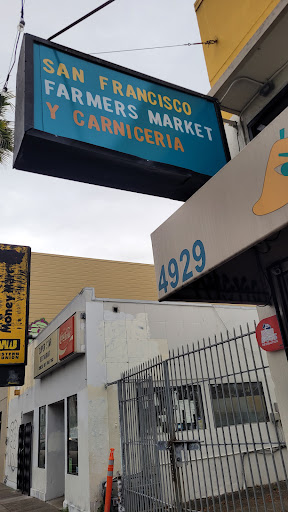 SAN FRANCISCO
FARMERS MARKET
Y CARNICERIA
4929
Money